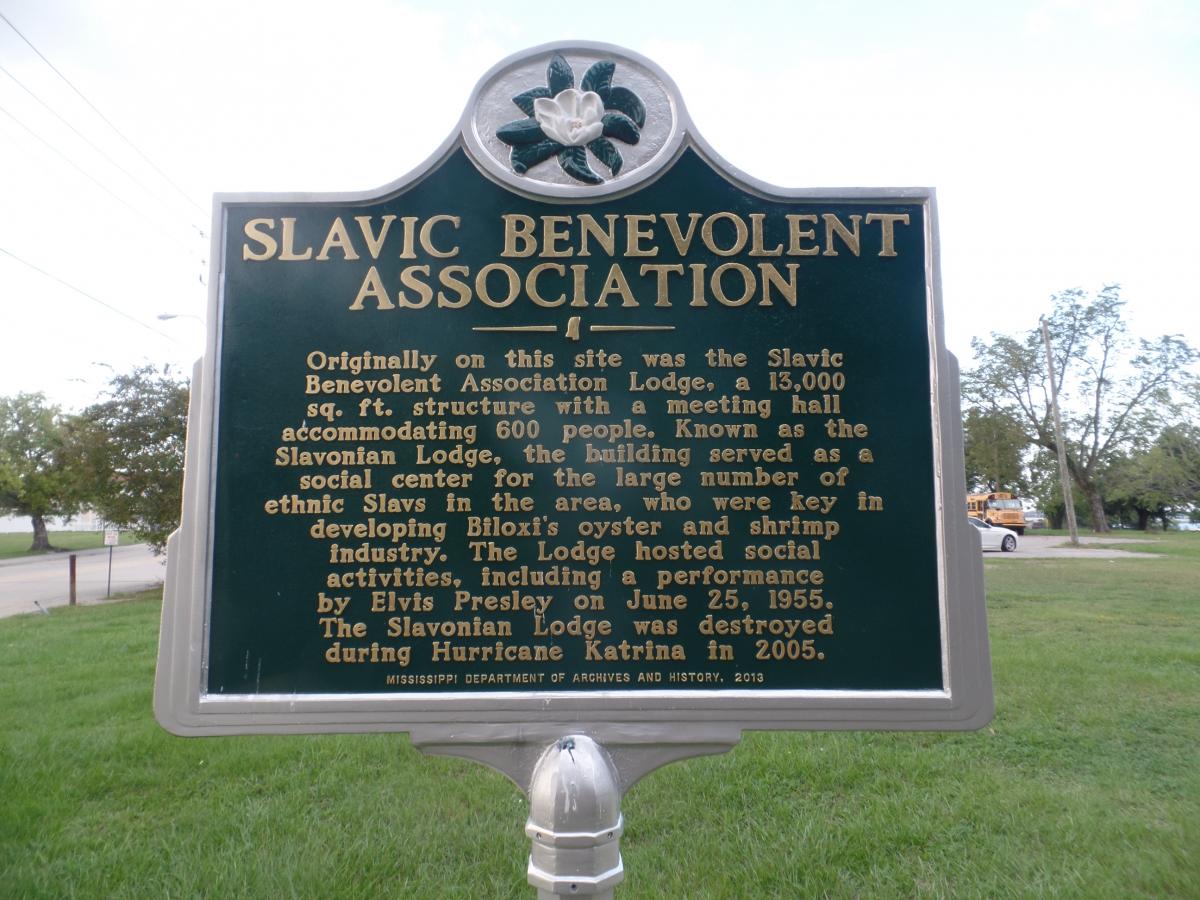 SLAVIC BENEVOLENT
ASSOCIATION
Originally on this site was the Slavic
Benevolent Association Lodge, a 13,000
sq. ft. structure with a meeting hall
accommodating 600 people. Known as the
Slavonian Lodge, the building served as a
social center for the large number of
ethnic Slavs in the area, who were key in
developing Biloxi's oyster and shrimp
industry. The Lodge hosted social
activities, including a performance
by Elvis Presley on June 25, 1955.
The Slavonian Lodge was destroyed
during Hurricane Katrina in 2005.
MISSISSIPPI DEPARTMENT OF ARCHIVES AND HISTORY, 2013